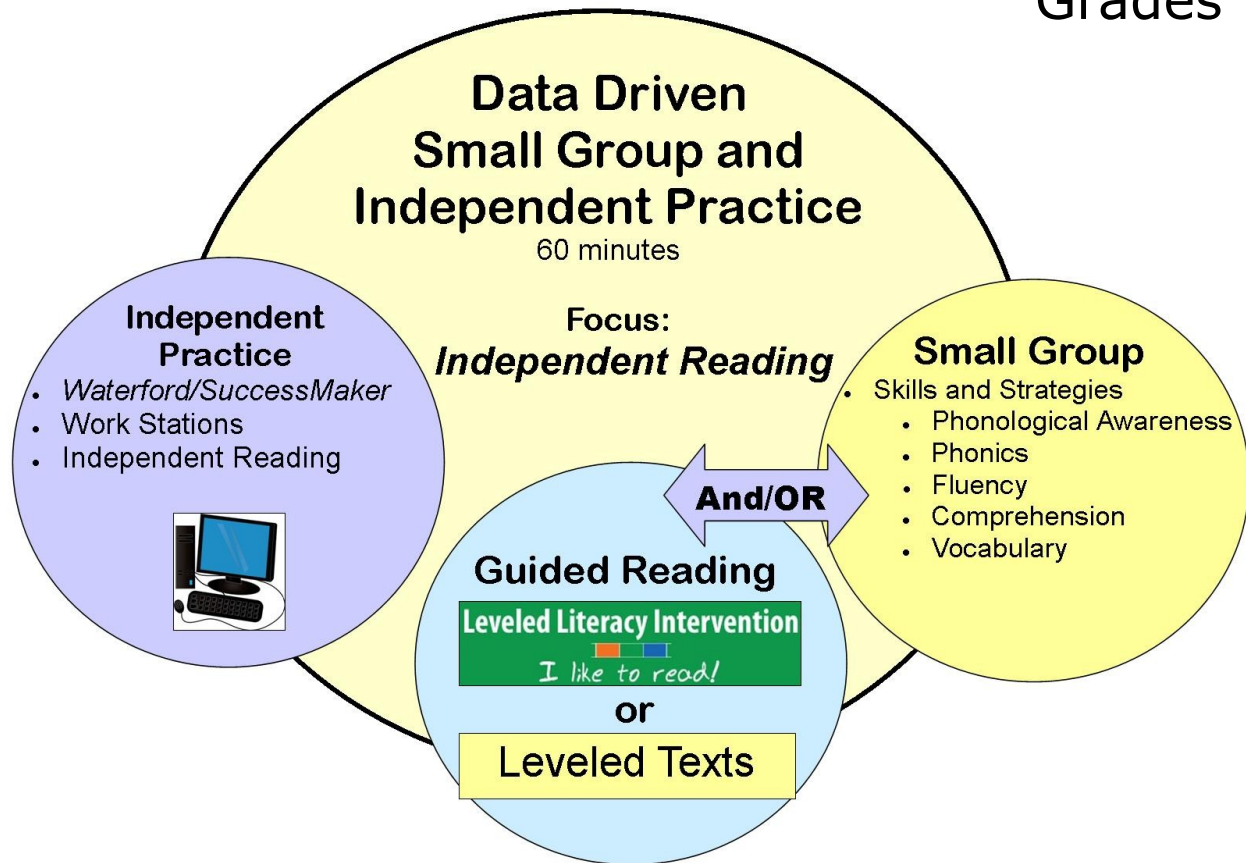 Grades
Data Driven
Small Group and
Independent Practice
60 minutes
Focus:
Independent Reading
Independent
Practice
• Waterford/SuccessMaker
• Work Stations
• Independent Reading
Small Group
• Skills and Strategies
• Phonological Awareness
• Phonics
• Fluency
• Comprehension
• Vocabulary
And/OR
Guided Reading
Leveled Literacy Intervention
I like to read!
or
Leveled Texts